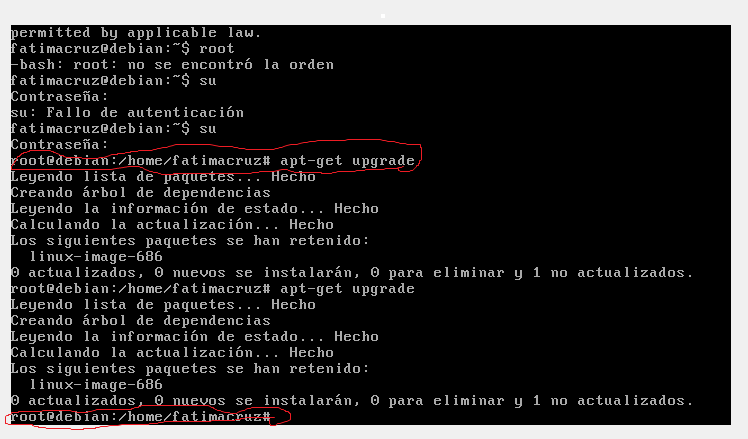 permitted by applicable law.
fatimacruz@debian:~$ root
-bash: root: no se encontró la orden
fatimacruz@debian:~$ su
Contraseña:
su: Fallo de autenticación
fatimacruz@debian:~$ su
Contraseña:
root@debian:/home/fatimacruz# apt-get upgrade
Leyendo lista de paquetes... Hecho
Creando árbol de dependencias
Leyendo la información de estado... Hecho
Calculando la actualización... Hecho
Los siguientes paquetes se han retenido:
  linux-image-686
0 actualizados, 0 nuevos se instalarán, 0 para eliminar y 1 no actualizados.
root@debian:/home/fatimacruz# apt-get upgrade
Leyendo lista de paquetes... Hecho
Creando árbol de dependencias
Leyendo la información de estado... Hecho
Calculando la actualización... Hecho
Los siguientes paquetes se han retenido:
  linux-image-686
0 actualizados, 0 nuevos se instalarán, 0 para eliminar y 1 no actualizados.
root@debian:/home/fatimacruz#